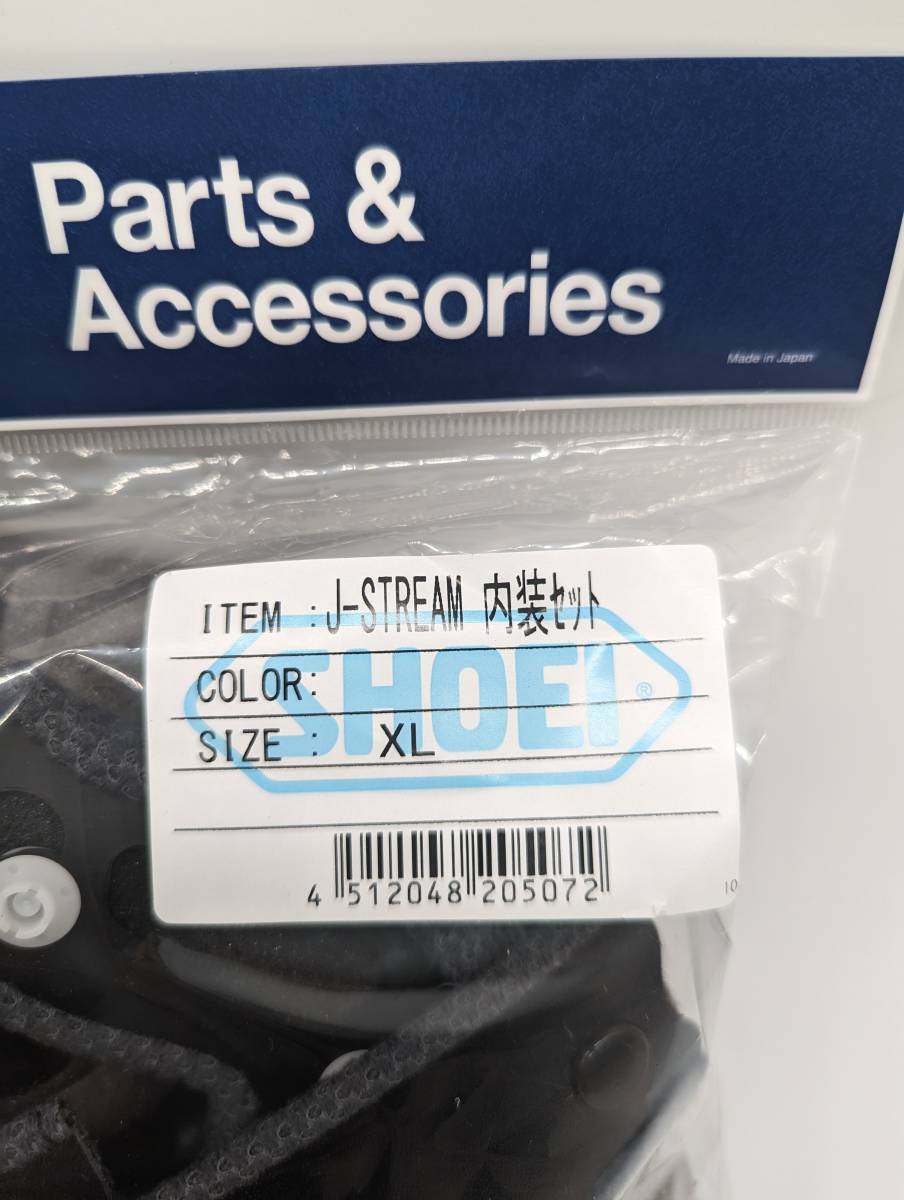 Parts &
Accessories
Made in Japan
ITEM :J-STREAM 内装ｾｯﾄ
SHOEI®
COLOR:
SIZE : XL
4 512048 205072
10